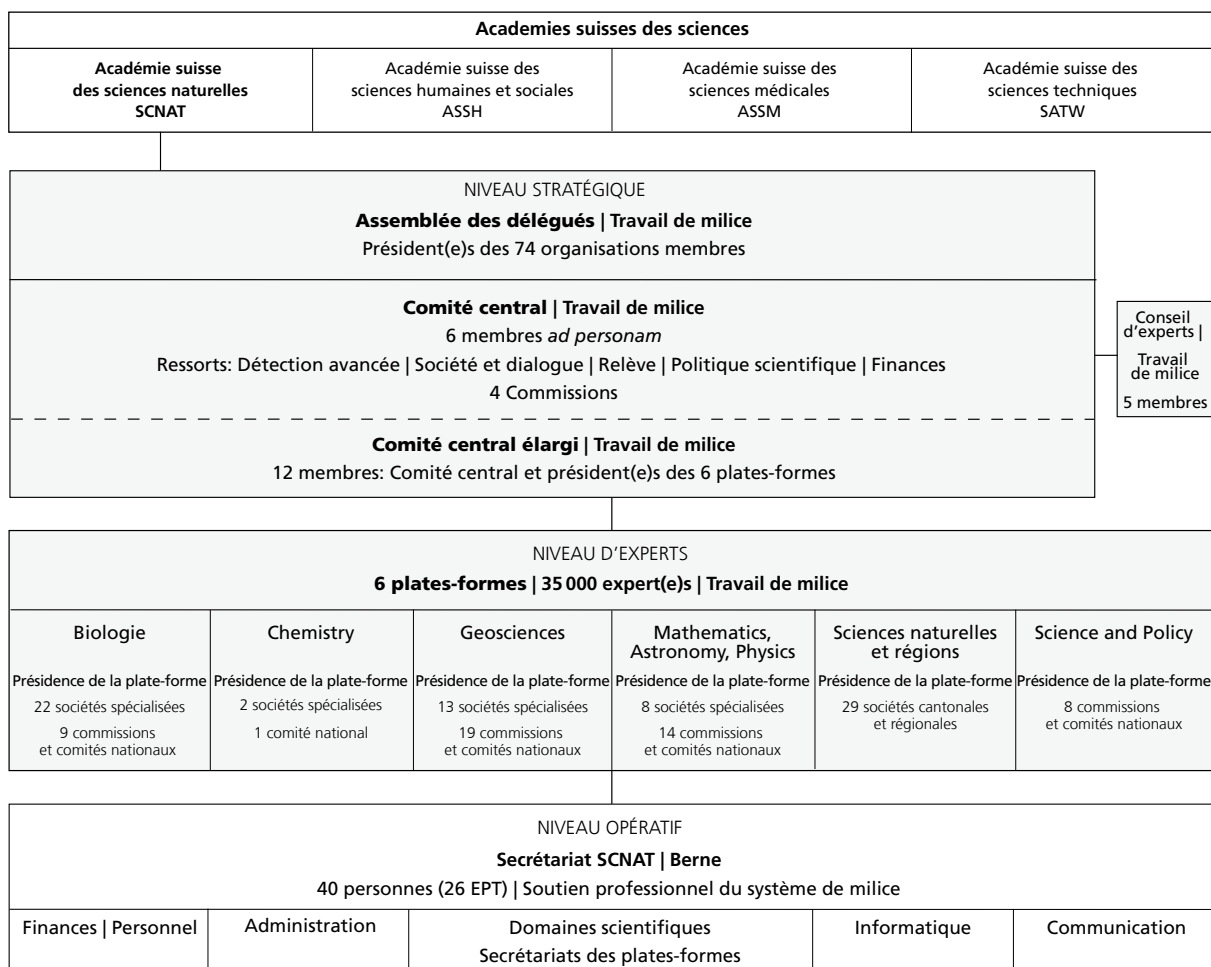 Academies suisses des sciences
Académie suisse
des sciences naturelles
SCNAT
Académie suisse des
sciences humaines et sociales
ASSH
Académie suisse des
sciences médicales
ASSM
Académie suisse des
sciences techniques
SATW
NIVEAU STRATÉGIQUE
Assemblée des délégués | Travail de milice
Président(e)s des 74 organisations membres
Comité central | Travail de milice
6 membres ad personam
Ressorts: Détection avancée | Société et dialogue | Relève | Politique scientifique | Finances
4 Commissions
Comité central élargi | Travail de milice
12 membres: Comité central et président(e)s des 6 plates-formes
Conseil
d'experts |
Travail
de milice
5 membres
NIVEAU D'EXPERTS
6 plates-formes | 35 000 expert(e)s | Travail de milice
Biologie
Présidence de la plate-forme
22 sociétés spécialisées
9 commissions
et comités nationaux
Chemistry
Présidence de la plate-forme
2 sociétés spécialisées
1 comité national
Geosciences
Présidence de la plate-forme
13 sociétés spécialisées
19 commissions
et comités nationaux
Mathematics,
Astronomy, Physics
Présidence de la plate-forme
8 sociétés spécialisées
14 commissions
et comités nationaux
Sciences naturelles
et régions
Présidence de la plate-forme
29 sociétés cantonales
et régionales
Science and Policy
Présidence de la plate-forme
8 commissions
et comités nationaux
NIVEAU OPÉRATIF
Secrétariat SCNAT | Berne
40 personnes (26 EPT) | Soutien professionnel du système de milice
Finances | Personnel
Administration
Domaines scientifiques
Secrétariats des plates-formes
Informatique
Communication